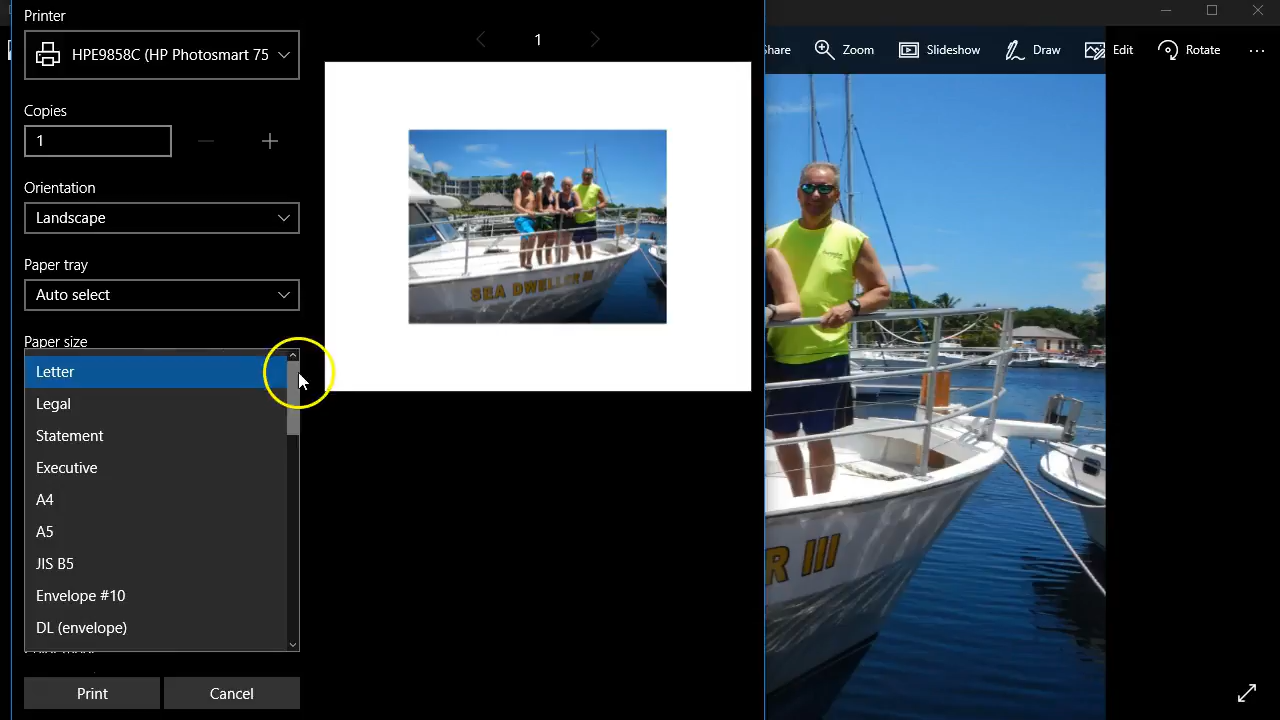 Printer
HPE9858C (HP Photosmart 75
Copies
1
Orientation
Landscape
Paper tray
Auto select
Paper size
Letter
Legal
Statement
Executive
A4
A5
JIS B5
Envelope #10
DL (envelope)
Print
Cancel
1
SEA DWELLER III
hare
Zoom
Slideshow
Draw
Edit
Rotate
R III